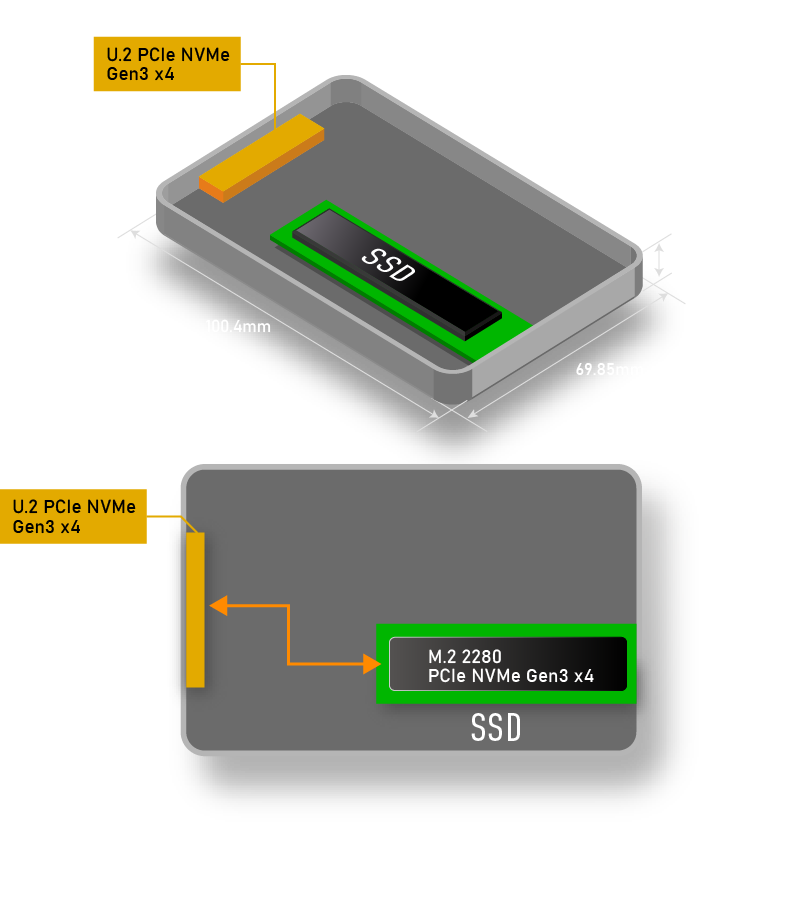 U.2 PCIe NVMe
Gen3 x4
SSD
100.4mm
69.85mm
U.2 PCIe NVMe
Gen3 x4
M.2 2280
PCIe NVMe Gen3 x4
SSD